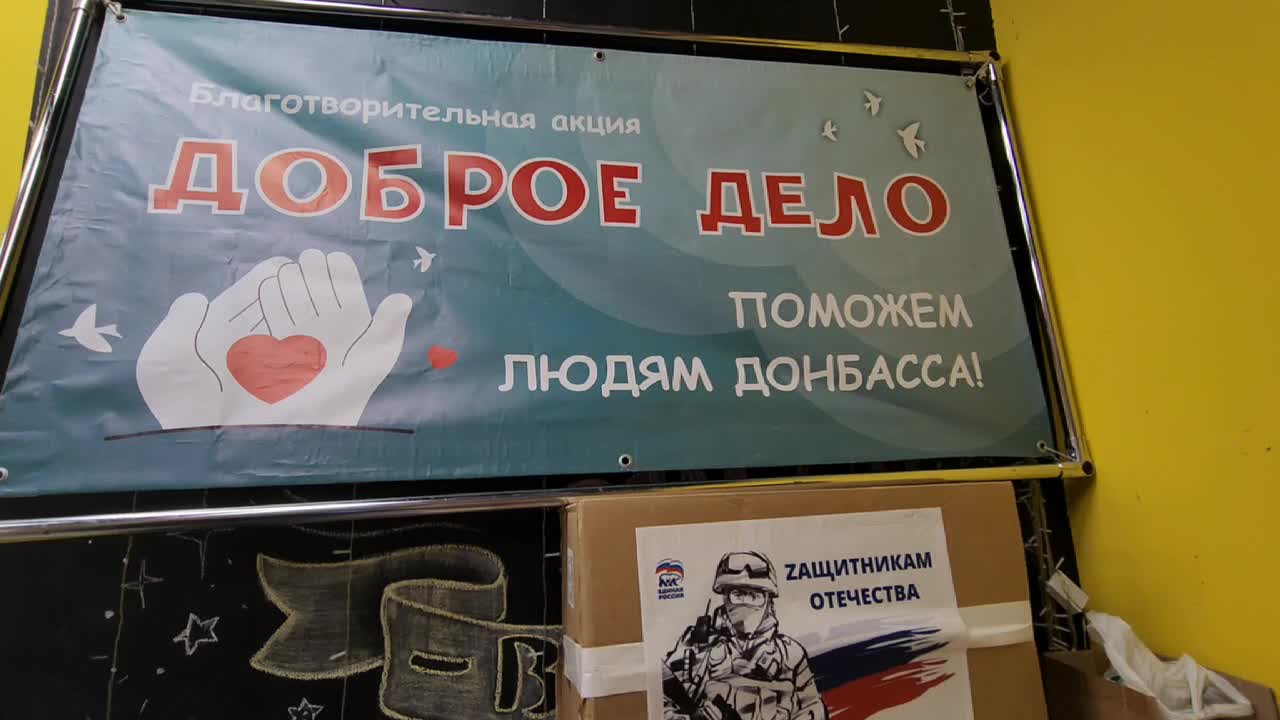 Благотворительная акция
ДОБРОЕ ДЕЛО
ПОМОЖЕМ
ЛЮДЯМ ДОНБАССА!
ZАЩИТНИКАМ
ОТЕЧЕСТВА
ЕДИНАЯ
РОССИЯ